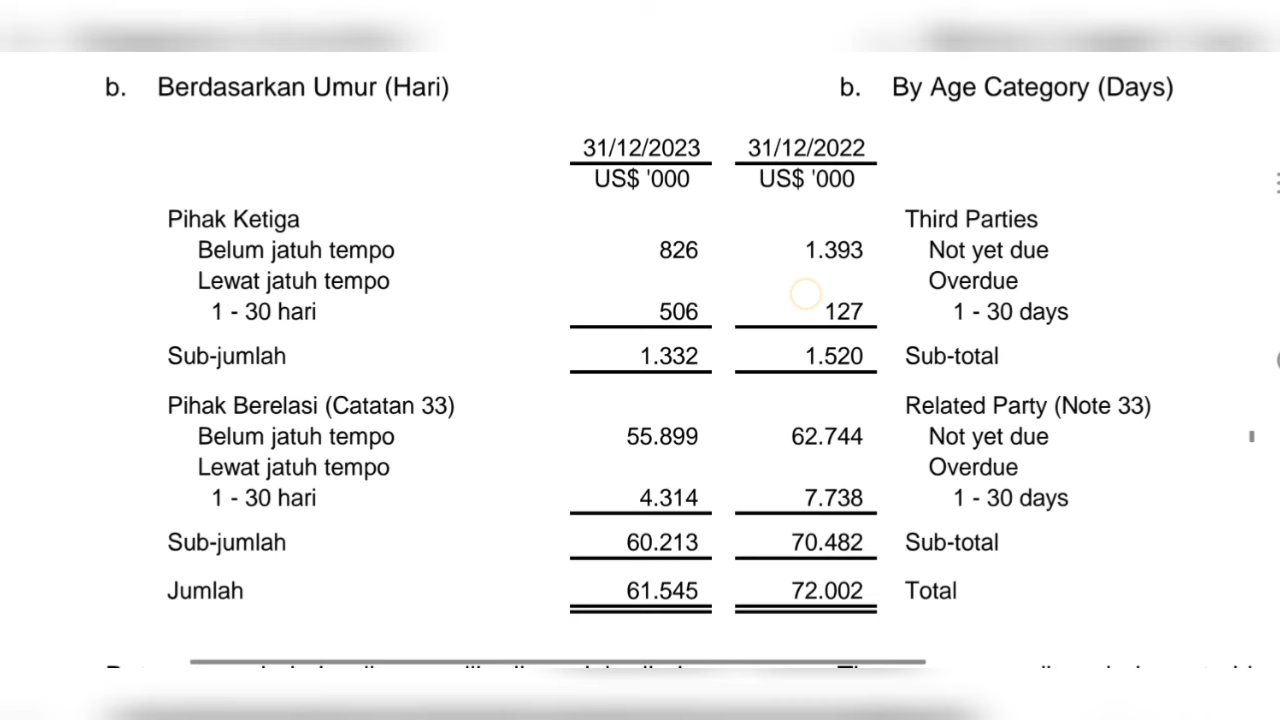 b. Berdasarkan Umur (Hari) b. By Age Category (Days)
31/12/2023 31/12/2022
US$ '000 US$ '000
Pihak Ketiga Third Parties
Belum jatuh tempo 826 1.393 Not yet due
Lewat jatuh tempo Overdue
1 - 30 hari 506 127 1 - 30 days
Sub-jumlah 1.332 1.520 Sub-total
Pihak Berelasi (Catatan 33) Related Party (Note 33)
Belum jatuh tempo 55.899 62.744 Not yet due
Lewat jatuh tempo Overdue
1 - 30 hari 4.314 7.738 1 - 30 days
Sub-jumlah 60.213 70.482 Sub-total
Jumlah 61.545 72.002 Total